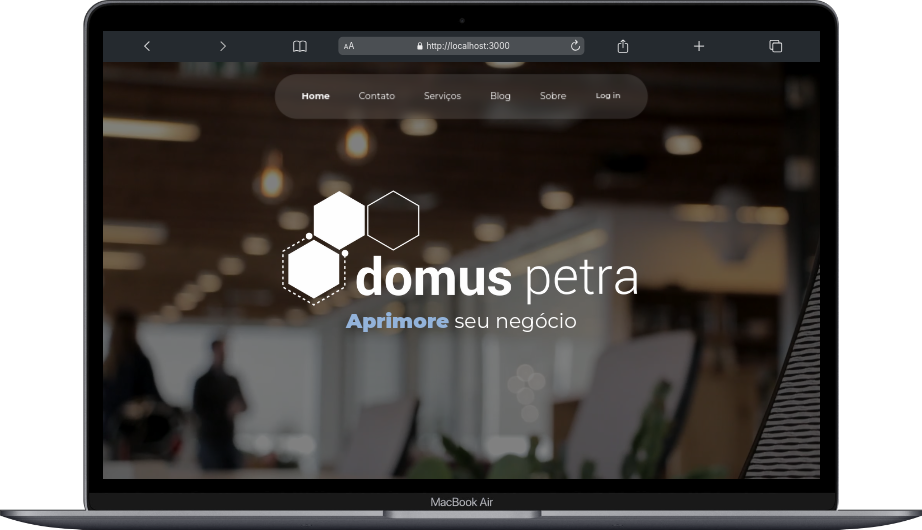 AA
http://localhost:3000
Home
Contato
Serviços
Blog
Sobre
Log in
domus petra
Aprimore seu negócio
MacBook Air